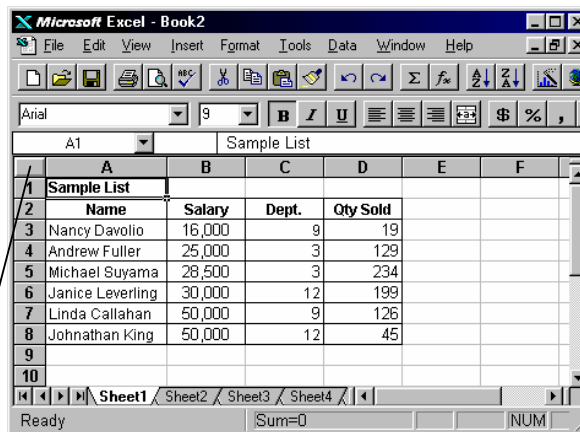 Microsoft Excel - Book2
File Edit View Insert Format Tools Data Window Help
ABC Σ fx A Z Z A
Arial 9 B I U a $ % ,
A1 Sample List
A B C D E F
1 Sample List
2 Name Salary Dept. Qty Sold
3 Nancy Davolio 16,000 9 19
4 Andrew Fuller 25,000 3 129
5 Michael Suyama 28,500 3 234
6 Janice Leverling 30,000 12 199
7 Linda Callahan 50,000 9 126
8 Johnathan King 50,000 12 45
9
10
Sheet1 Sheet2 Sheet3 Sheet4
Ready Sum=0 NUM